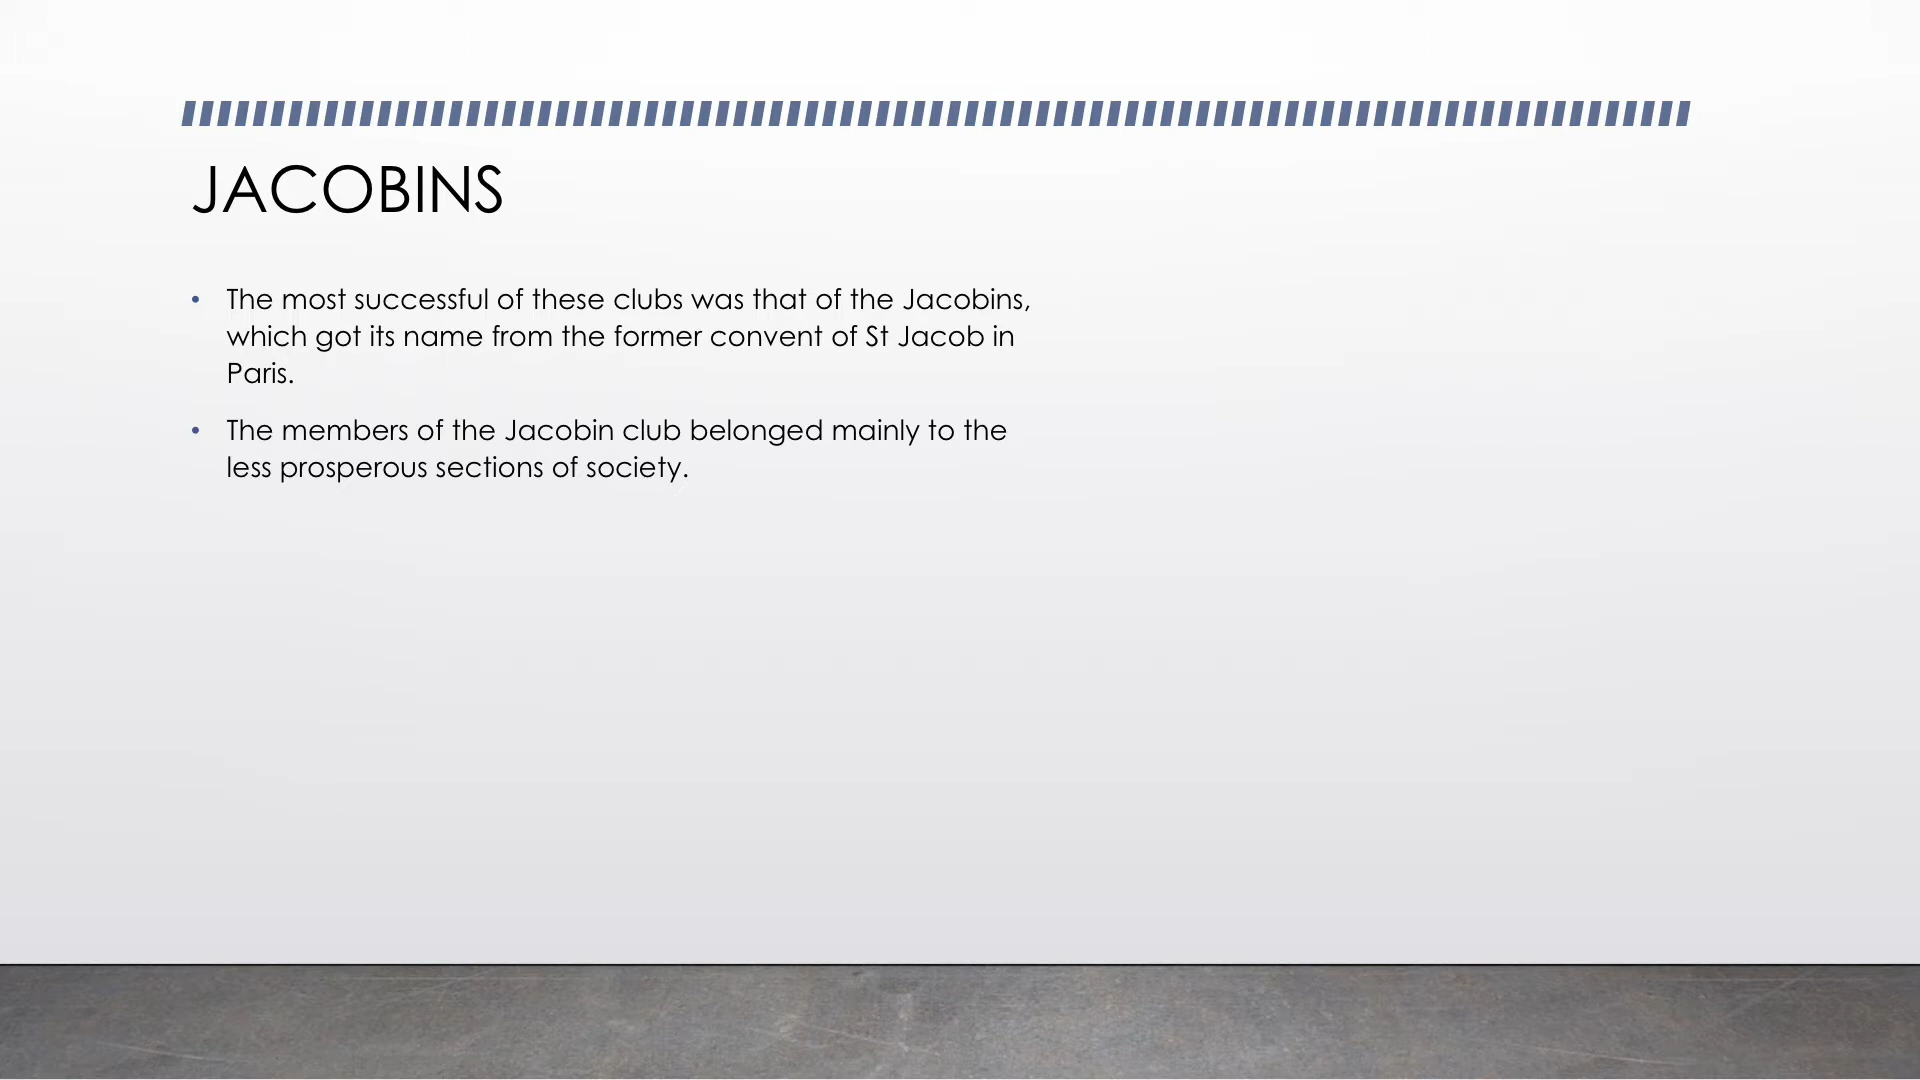 JACOBINS
• The most successful of these clubs was that of the Jacobins,
which got its name from the former convent of St Jacob in
Paris.
• The members of the Jacobin club belonged mainly to the
less prosperous sections of society.